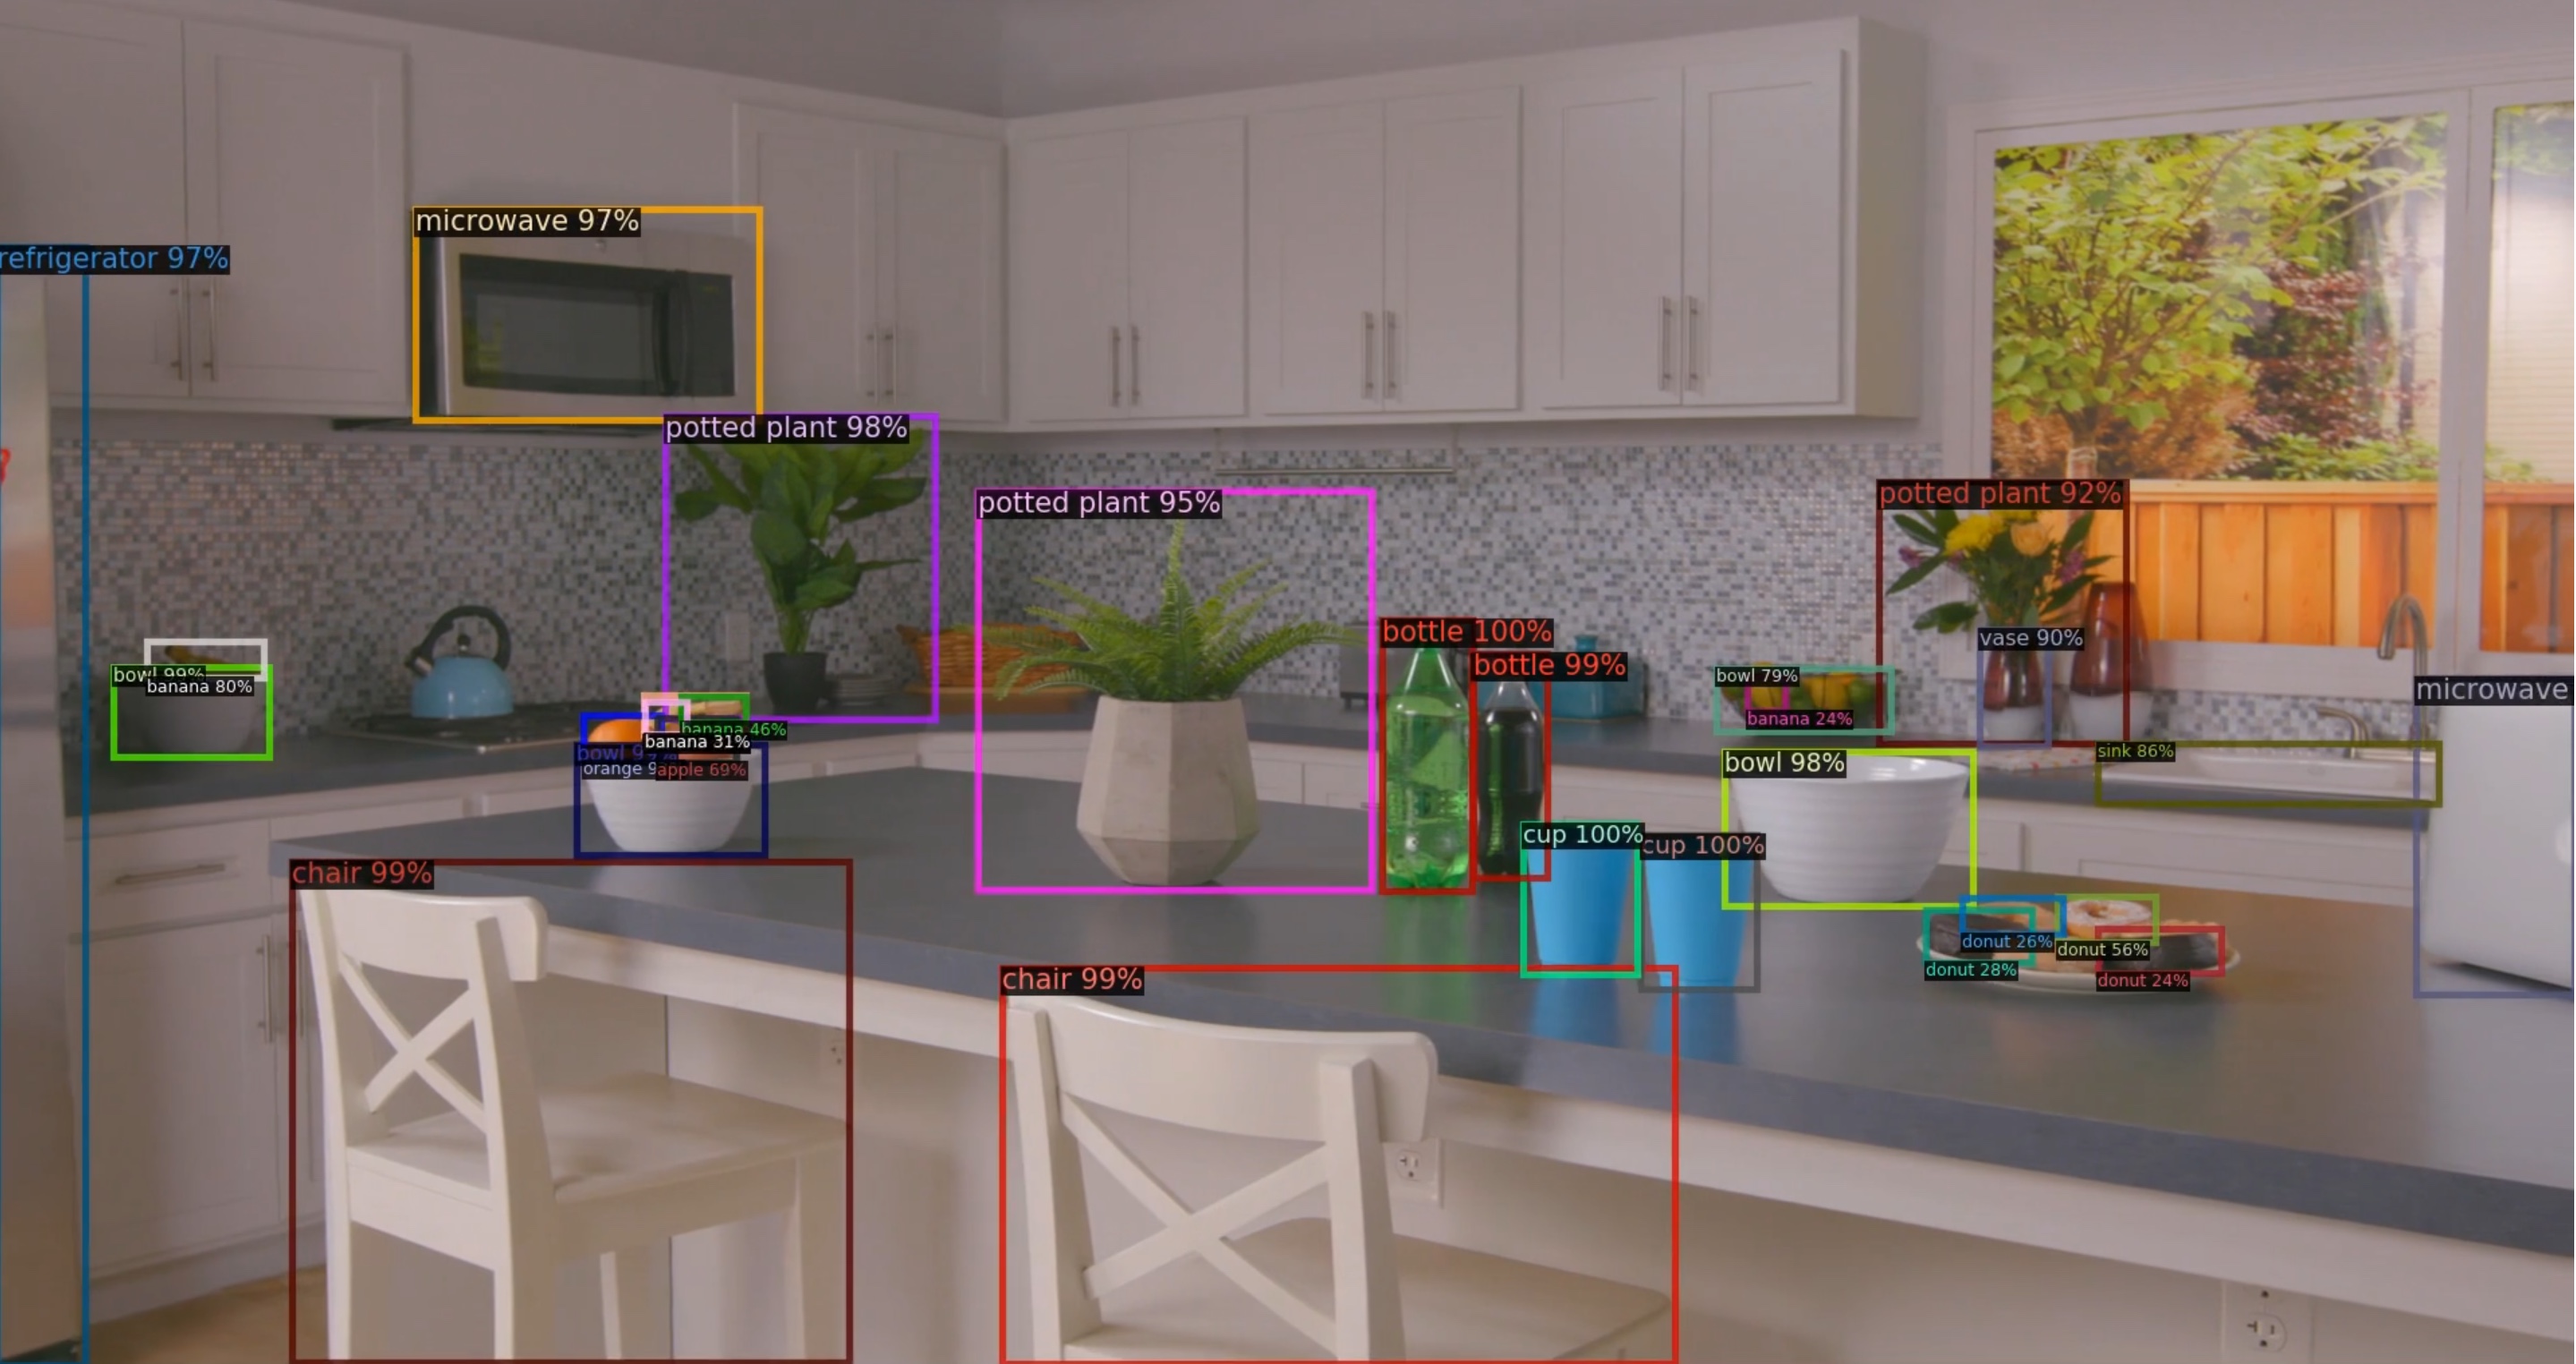 microwave 97%
refrigerator 97%
potted plant 98%
potted plant 92%
potted plant 95%
bottle 100%
vase 90%
bottle 99%
bowl 99%
bowl 79%
banana 80%
microwave
banana 24%
banana 46%
banana 31%
sink 86%
bowl
bowl 98%
orange
apple 69%
cup 100%
cup 100%
chair 99%
donut 26%
donut 56%
donut 28%
chair 99%
donut 24%